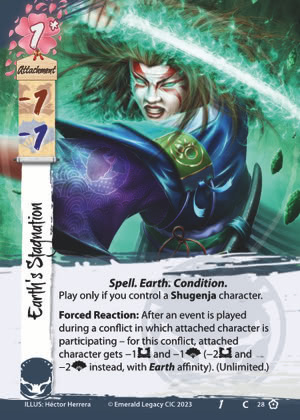 1
Attachment
-1
-1
Earth's Stagnation
Spell. Earth. Condition.
Play only if you control a Shugenja character.
Forced Reaction: After an event is played
during a conflict in which attached character is
participating – for this conflict, attached
character gets –1 and –1 (–2 and
–2 instead, with Earth affinity). (Unlimited.)
ILLUS: Héctor Herrera © Emerald Legacy CIC 2023 1 C 28